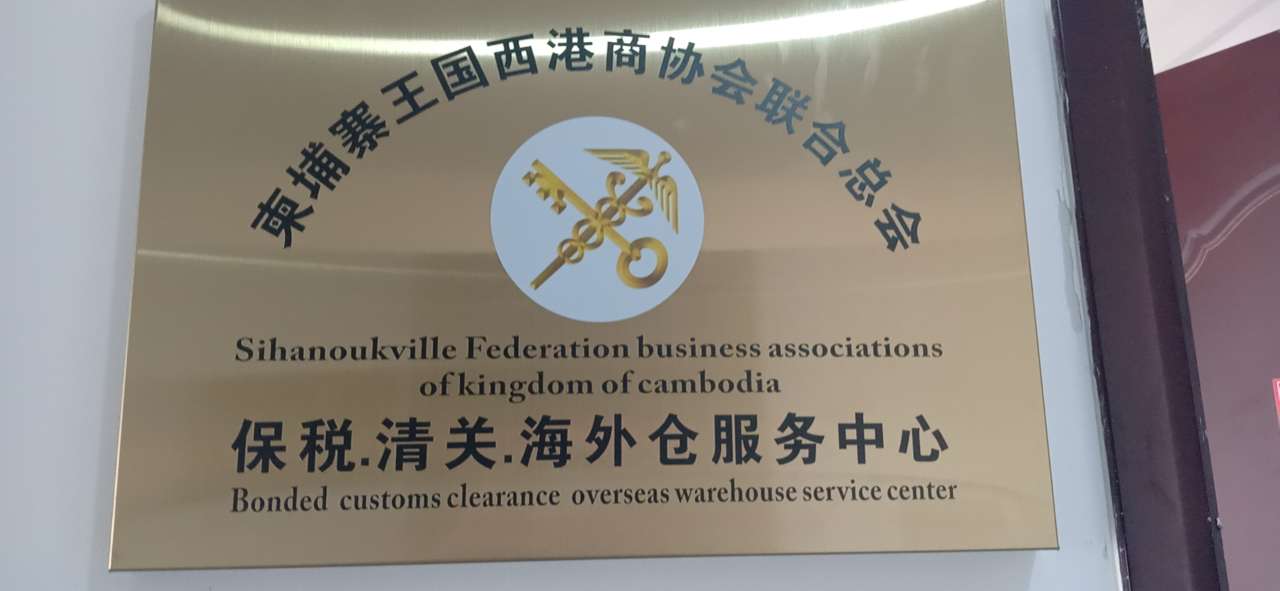 柬埔寨王国西港商协会联合总会
Sihanoukville Federation business associations
of kingdom of cambodia
保税.清关.海外仓服务中心
Bonded customs clearance overseas warehouse service center